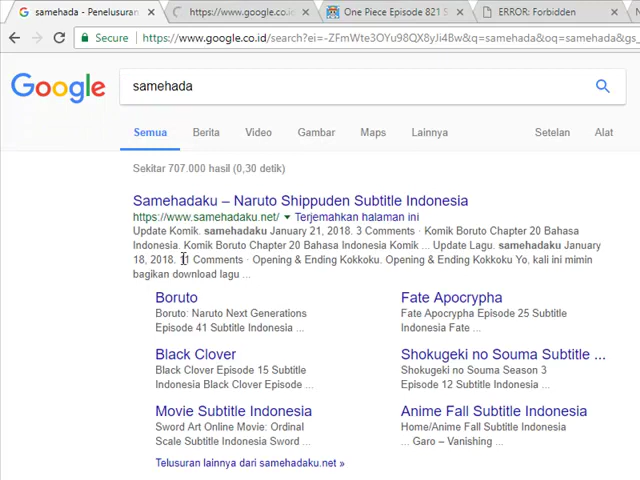 samehada - Penelusuran
https://www.google.co.id
One Piece Episode 821 S
ERROR: Forbidden
Secure
https://www.google.co.id/search?ei=-ZFmWte3OYu98QX8yJi4Bw&q=samehada&oq=samehada&gs_
Google
samehada
Semua
Berita
Video
Gambar
Maps
Lainnya
Setelan
Alat
Sekitar 707.000 hasil (0,30 detik)
Samehadaku – Naruto Shippuden Subtitle Indonesia
https://www.samehadaku.net/ Terjemahkan halaman ini
Update Komik. samehadaku January 21, 2018. 3 Comments · Komik Boruto Chapter 20 Bahasa
Indonesia. Komik Boruto Chapter 20 Bahasa Indonesia Komik ... Update Lagu. samehadaku January
18, 2018. 11 Comments · Opening & Ending Kokkoku. Opening & Ending Kokkoku Yo, kali ini mimin
bagikan download lagu ...
Boruto
Boruto: Naruto Next Generations
Episode 41 Subtitle Indonesia ...
Fate Apocrypha
Fate Apocrypha Episode 25 Subtitle
Indonesia Fate ...
Black Clover
Black Clover Episode 15 Subtitle
Indonesia Black Clover Episode ...
Shokugeki no Souma Subtitle ...
Shokugeki no Souma Season 3
Episode 12 Subtitle Indonesia ...
Movie Subtitle Indonesia
Sword Art Online Movie: Ordinal
Scale Subtitle Indonesia Sword ...
Anime Fall Subtitle Indonesia
Home/Anime Fall Subtitle Indonesia
... Garo – Vanishing ...
Telusuran lainnya dari samehadaku.net »